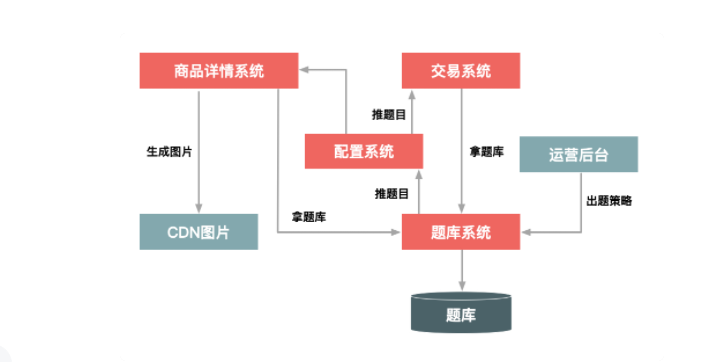 商品详情系统
交易系统
推题目
生成图片
配置系统
拿题库
运营后台
推题目
出题策略
拿题库
CDN图片
题库系统
题库